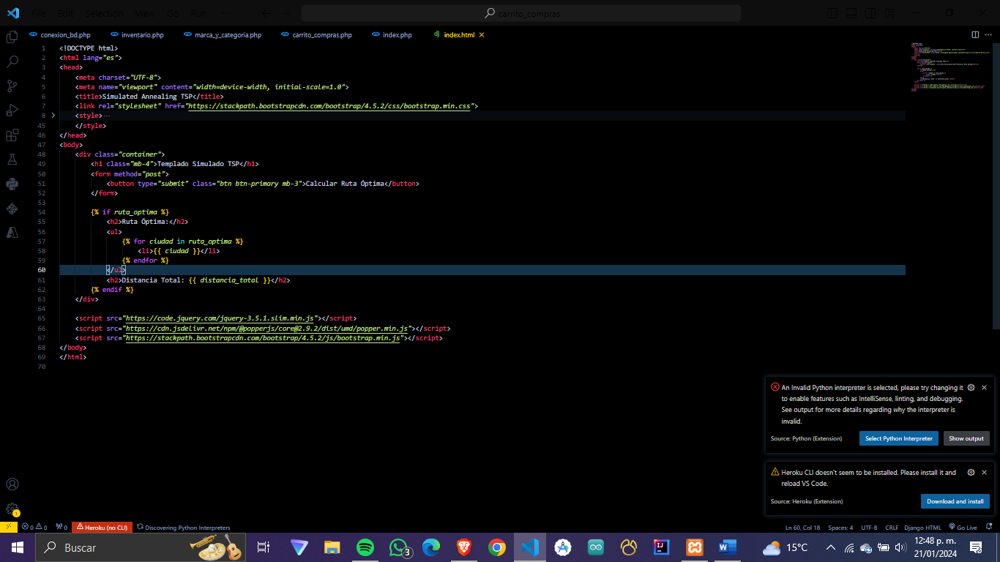 File Edit Selection View Go Run ···
carrito_compras
conexion_bd.php inventario.php marca_y_categoria.php carrito_compras.php index.php index.html
1 <!DOCTYPE html>
2 <html lang="es">
3 <head>
4 <meta charset="UTF-8">
5 <meta name="viewport" content="width=device-width, initial-scale=1.0">
6 <title>Simulated Annealing TSP</title>
7 <link rel="stylesheet" href="https://stackpath.bootstrapcdn.com/bootstrap/4.5.2/css/bootstrap.min.css">
8 <style>···
45 </style>
46 </head>
47 <body>
48 <div class="container">
49 <h1 class="mb-4">Templado Simulado TSP</h1>
50 <form method="post">
51 <button type="submit" class="btn btn-primary mb-3">Calcular Ruta Óptima</button>
52 </form>
53
54 {% if ruta_optima %}
55 <h2>Ruta Óptima:</h2>
56 <ul>
57 {% for ciudad in ruta_optima %}
58 <li>{{ ciudad }}</li>
59 {% endfor %}
60 </ul>
61 <h2>Distancia Total: {{ distancia_total }}</h2>
62 {% endif %}
63 </div>
64
65 <script src="https://code.jquery.com/jquery-3.5.1.slim.min.js"></script>
66 <script src="https://cdn.jsdelivr.net/npm/@popperjs/core@2.9.2/dist/umd/popper.min.js"></script>
67 <script src="https://stackpath.bootstrapcdn.com/bootstrap/4.5.2/js/bootstrap.min.js"></script>
68 </body>
69 </html>
70
An Invalid Python interpreter is selected, please try changing it
to enable features such as IntelliSense, linting, and debugging.
See output for more details regarding why the interpreter is
invalid.
Source: Python (Extension) Select Python Interpreter Show output
Heroku CLI doesn't seem to be installed. Please install it and
reload VS Code.
Source: Heroku (Extension) Download and install
1
0 0 0 Heroku (no CLI) Discovering Python Interpreters Ln 60, Col 18 Spaces: 4 UTF-8 CRLF Django HTML Go Live
Buscar 3 15°C 12:48 p. m.
21/01/2024